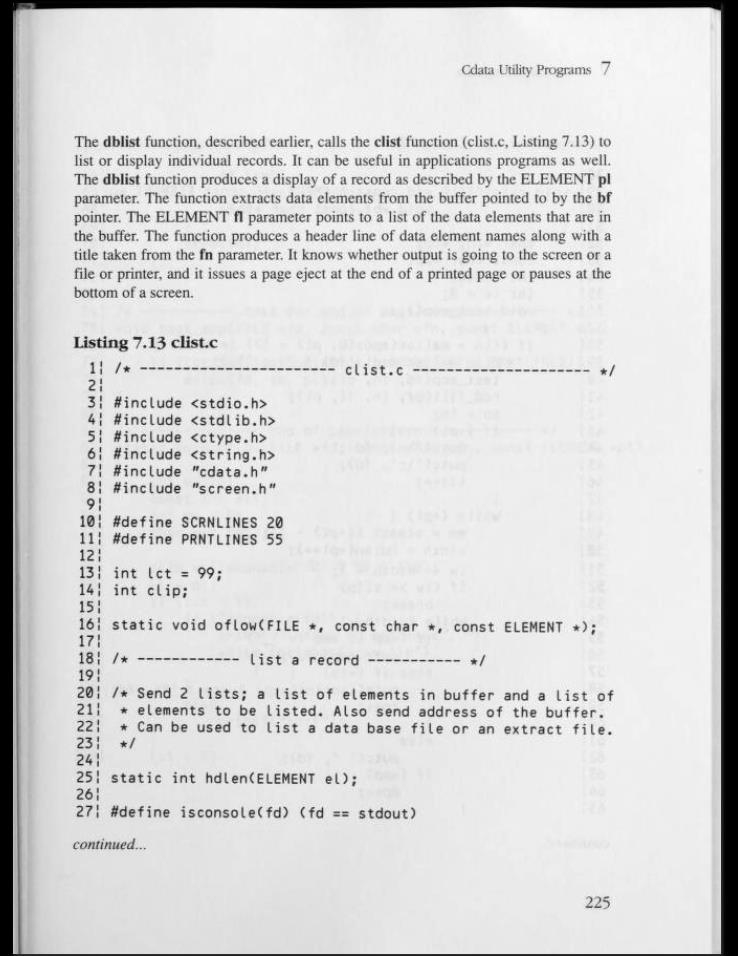 Cdata Utility Programs 7
The dblist function, described earlier, calls the clist function (clist.c, Listing 7.13) to
list or display individual records. It can be useful in applications programs as well.
The dblist function produces a display of a record as described by the ELEMENT pl
parameter. The function extracts data elements from the buffer pointed to by the bf
pointer. The ELEMENT fl parameter points to a list of the data elements that are in
the buffer. The function produces a header line of data element names along with a
title taken from the fn parameter. It knows whether output is going to the screen or a
file or printer, and it issues a page eject at the end of a printed page or pauses at the
bottom of a screen.
Listing 7.13 clist.c
1¦ /* ----------------------- clist.c --------------------- */
2¦
3¦ #include <stdio.h>
4¦ #include <stdlib.h>
5¦ #include <ctype.h>
6¦ #include <string.h>
7¦ #include "cdata.h"
8¦ #include "screen.h"
9¦
10¦ #define SCRNLINES 20
11¦ #define PRNTLINES 55
12¦
13¦ int lct = 99;
14¦ int clip;
15¦
16¦ static void oflow(FILE *, const char *, const ELEMENT *);
17¦
18¦ /* ------------ list a record ----------- */
19¦
20¦ /* Send 2 lists; a list of elements in buffer and a list of
21¦ * elements to be listed. Also send address of the buffer.
22¦ * Can be used to list a data base file or an extract file.
23¦ */
24¦
25¦ static int hdlen(ELEMENT el);
26¦
27¦ #define isconsole(fd) (fd == stdout)
continued...
225